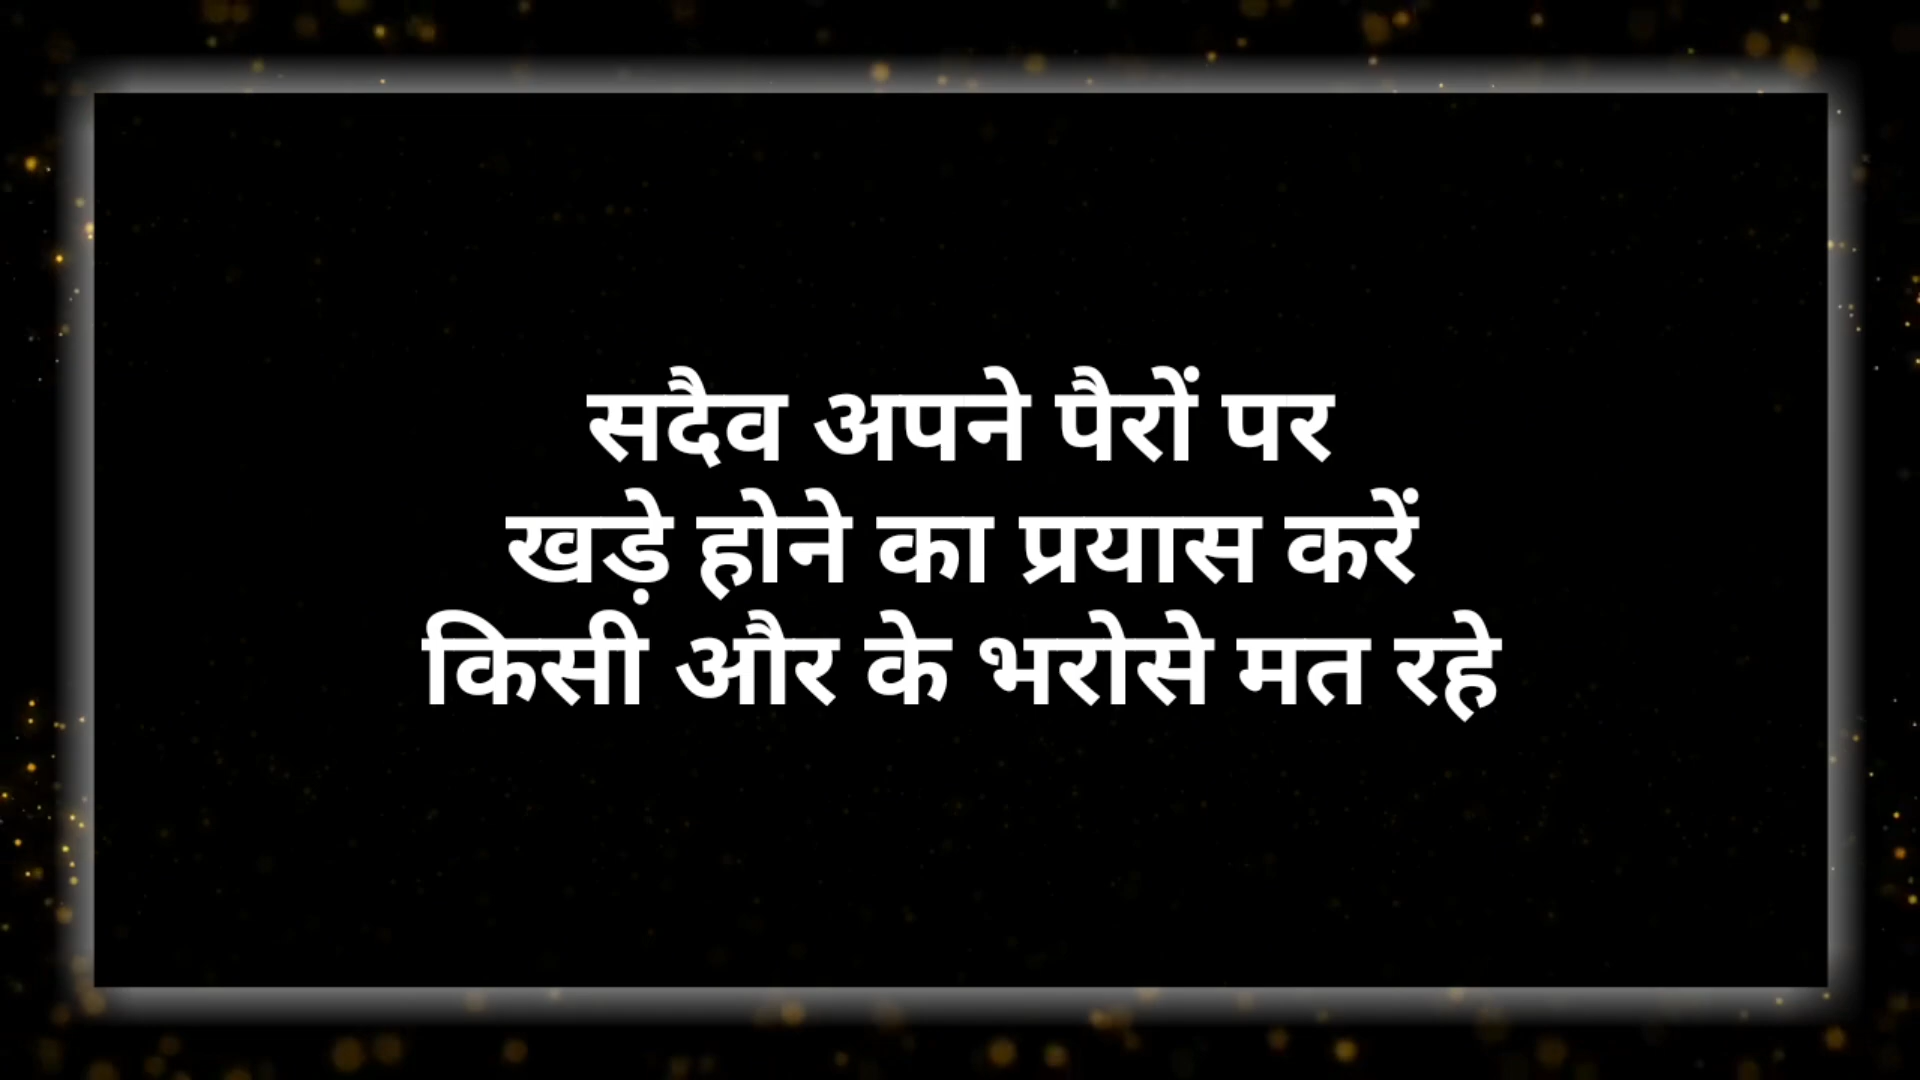 सदैव अपने पैरों पर
खड़े होने का प्रयास करें
किसी और के भरोसे मत रहे